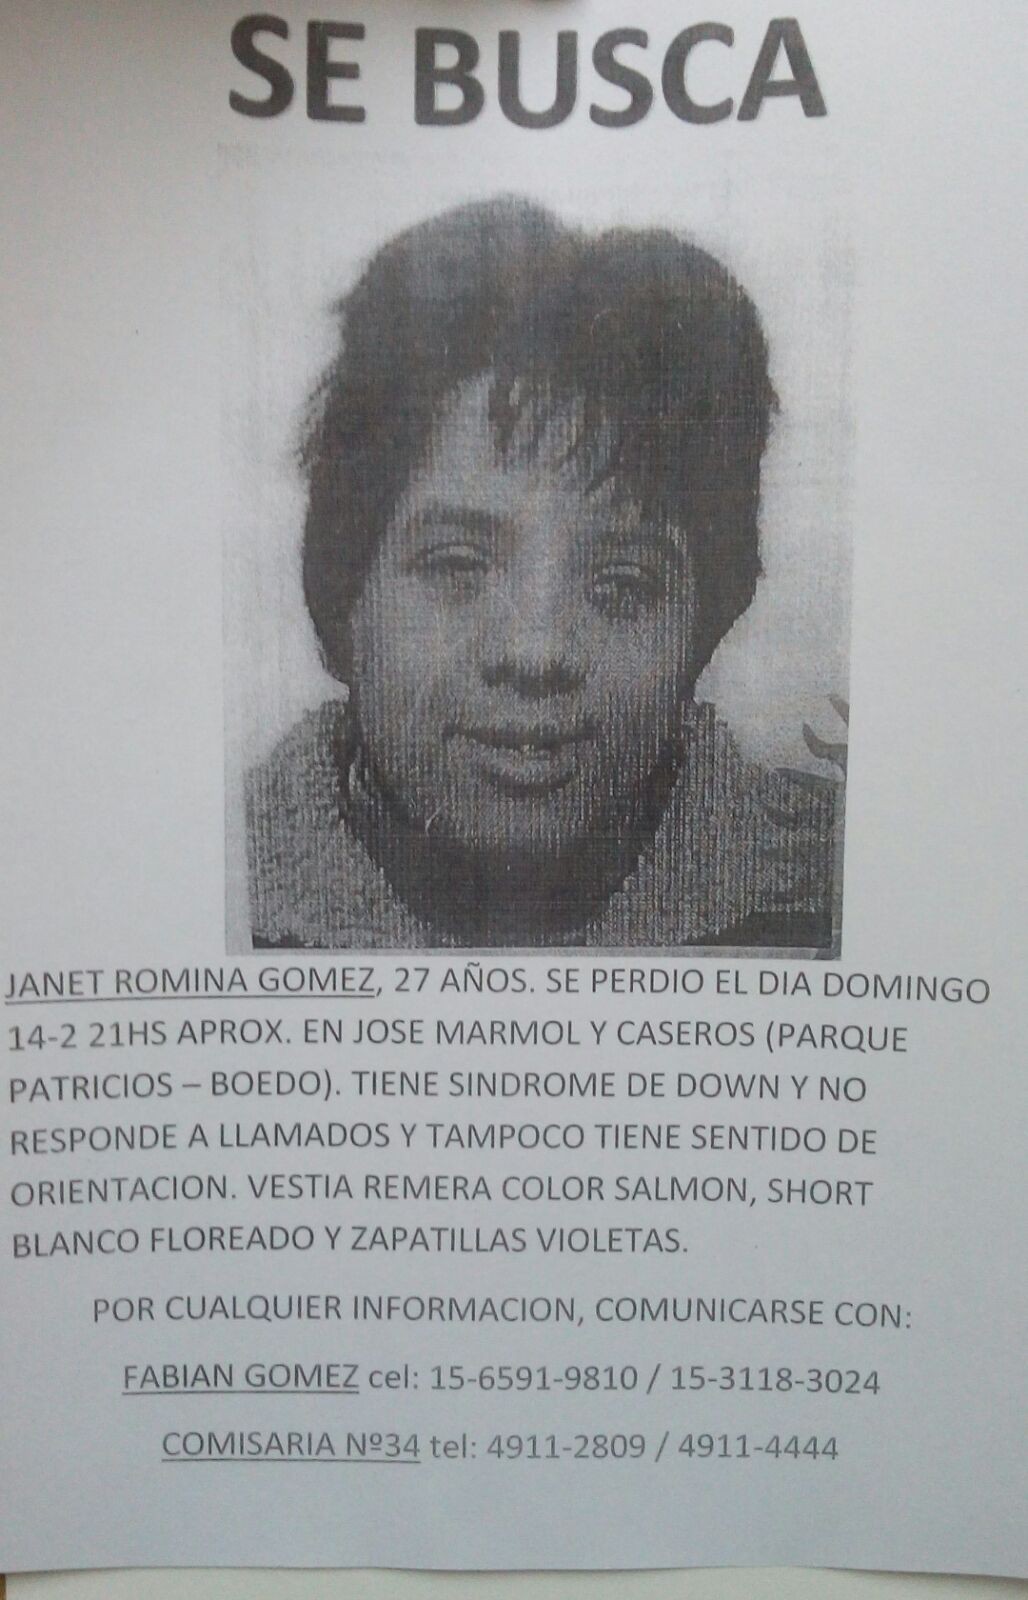 SE BUSCA
JANET ROMINA GOMEZ, 27 AÑOS. SE PERDIO EL DIA DOMINGO
14-2 21HS APROX. EN JOSE MARMOL Y CASEROS (PARQUE
PATRICIOS – BOEDO). TIENE SINDROME DE DOWN Y NO
RESPONDE A LLAMADOS Y TAMPOCO TIENE SENTIDO DE
ORIENTACION. VESTIA REMERA COLOR SALMON, SHORT
BLANCO FLOREADO Y ZAPATILLAS VIOLETAS.
POR CUALQUIER INFORMACION, COMUNICARSE CON:
FABIAN GOMEZ cel: 15-6591-9810 / 15-3118-3024
COMISARIA Nº34 tel: 4911-2809 / 4911-4444